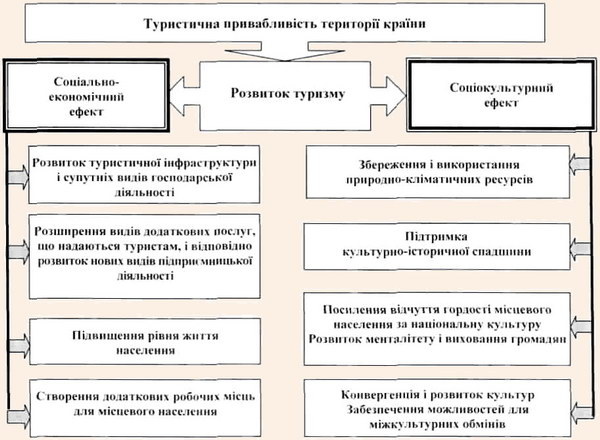 Туристична привабливість території країни
Соціально-
економічний
ефект
Розвиток туризму
Соціокультурний
ефект
Розвиток туристичної інфраструктури
і супутніх видів господарської
діяльності
Розширення видів додаткових послуг,
що надаються туристам, і відповідно
розвиток нових видів підприємницької
діяльності
Підвищення рівня життя
населення
Створення додаткових робочих місць
для місцевого населення
Збереження і використання
природно-кліматичних ресурсів
Підтримка
культурно-історичної спадщини
Посилення відчуття гордості місцевого
населення за національну культуру
Розвиток менталітету і виховання громадян
Конвергенція і розвиток культур
Забезпечення можливостей для
міжкультурних обмінів